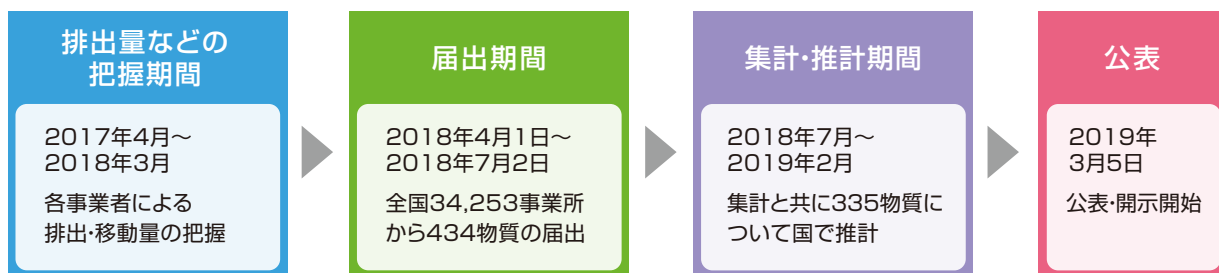 排出量などの
把握期間
2017年4月〜
2018年3月
各事業者による
排出・移動量の把握
届出期間
2018年4月1日〜
2018年7月2日
全国34,253事業所
から434物質の届出
集計・推計期間
2018年7月〜
2019年2月
集計と共に335物質に
ついて国で推計
公表
2019年
3月5日
公表・開示開始